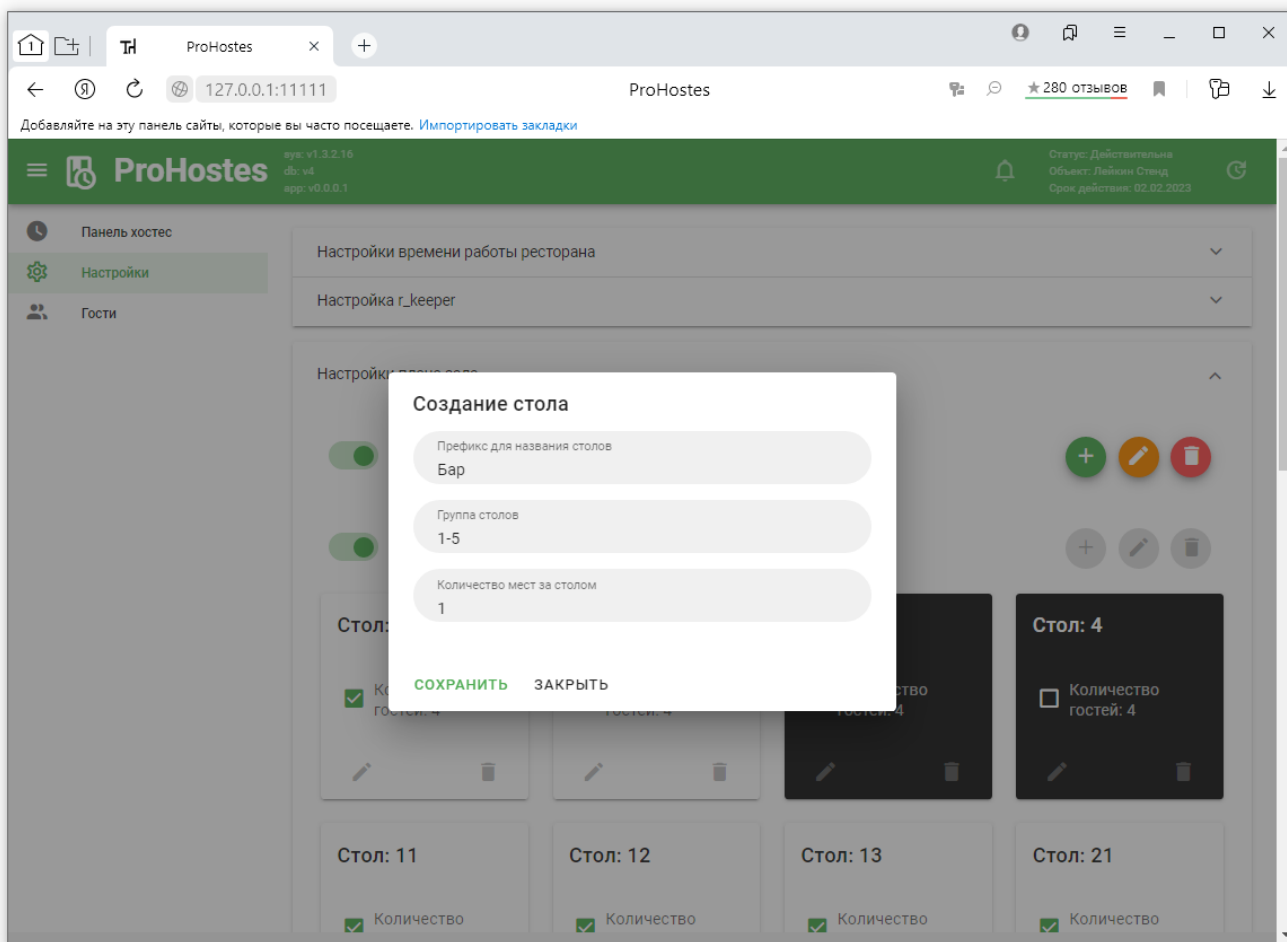 1
ProHostes
127.0.0.1:11111
ProHostes
★ 280 отзывов
Добавляйте на эту панель сайты, которые вы часто посещаете. Импортировать закладки
ProHostes
sys: v1.3.2.16
db: v4
app: v0.0.0.1
Статус: Действительна
Объект: Лейкин Стенд
Срок действия: 02.02.2023
Панель хостес
Настройки
Гости
Настройки времени работы ресторана
Настройка r_keeper
Настройки
Создание стола
Префикс для названия столов
Бар
Группа столов
1-5
Количество мест за столом
1
СОХРАНИТЬ ЗАКРЫТЬ
Стол:
Стол: 4
Количество
гостей: 4
Стол: 11
Стол: 12
Стол: 13
Стол: 21
Количество
Количество
Количество
Количество